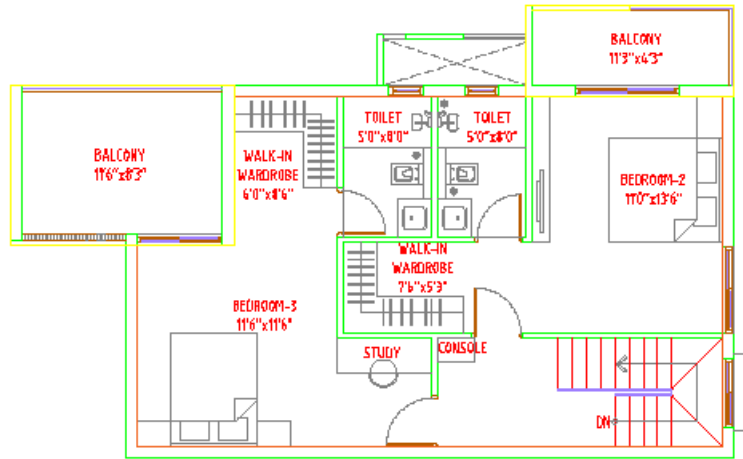 BALCONY
11'3"x4'3"
TOILET
5'0"x8'0"
TOILET
5'0"x8'0"
BALCONY
11'6"x8'3"
WALK-IN
WARDROBE
6'0"x8'6"
BEDROOM-2
11'0"x13'6"
WALK-IN
WARDROBE
7'6"x5'9"
BEDROOM-3
11'6"x11'6"
STUDY
CONSOLE
DN